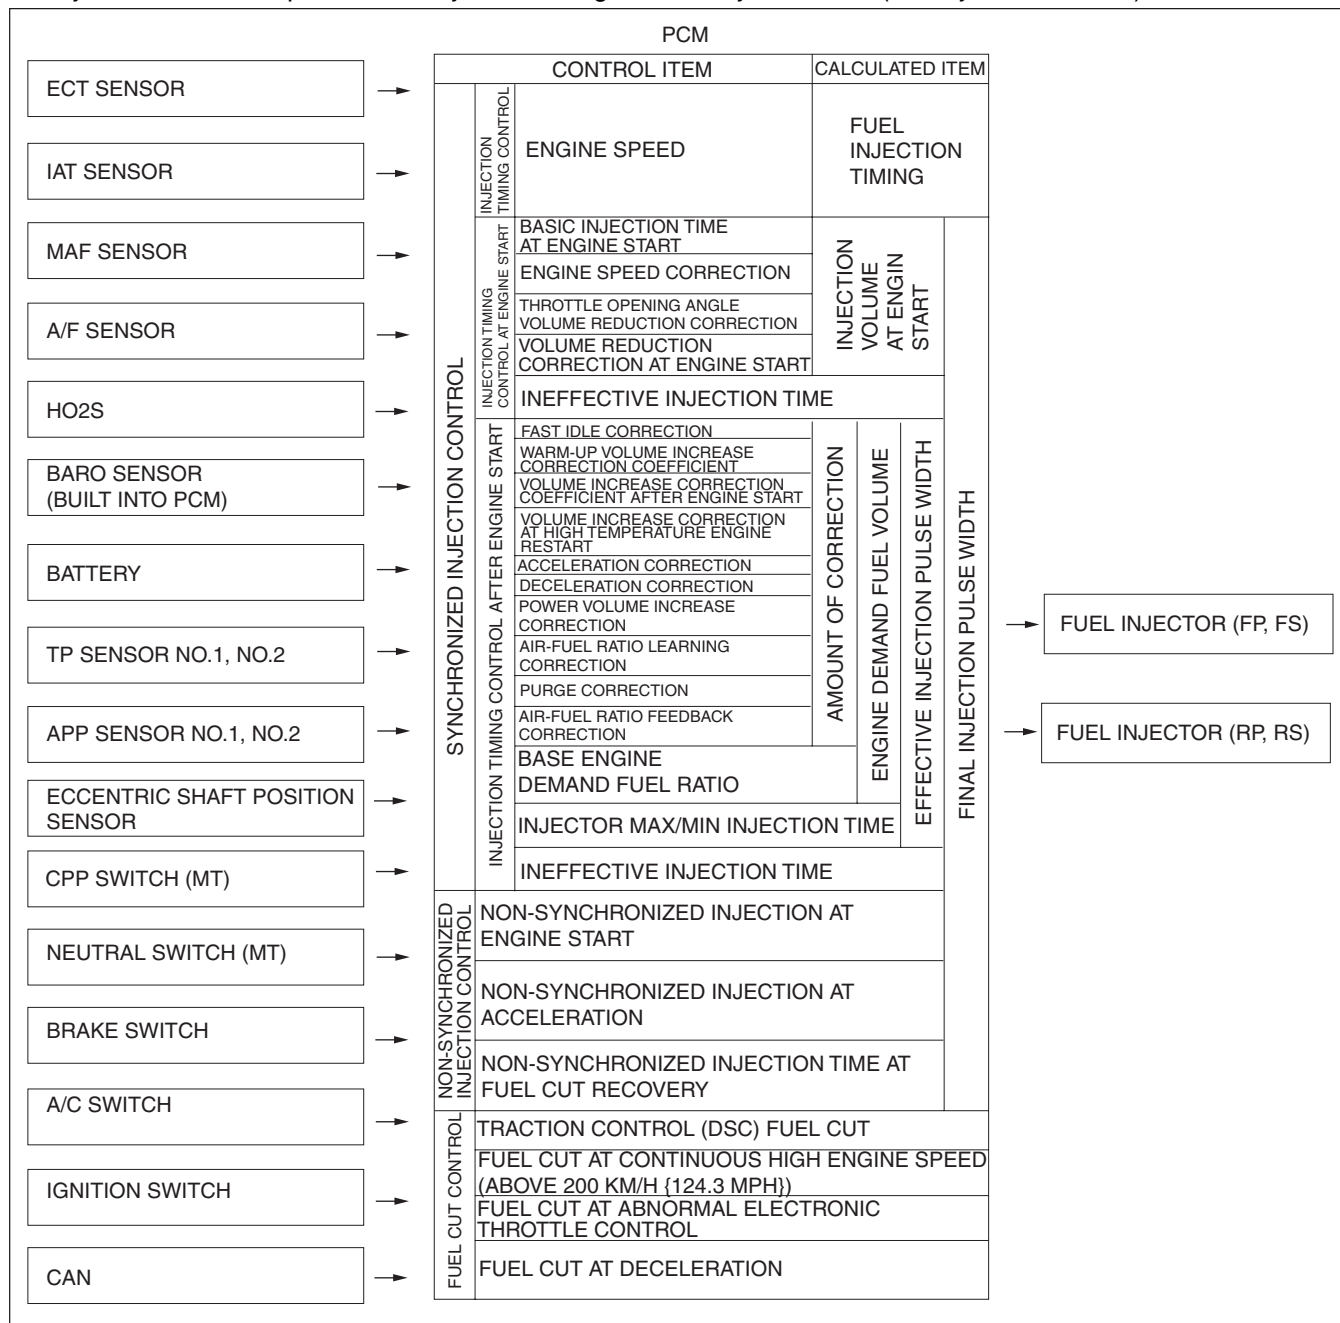 PCM
CONTROL ITEM
CALCULATED ITEM
ECT SENSOR
IAT SENSOR
MAF SENSOR
A/F SENSOR
HO2S
BARO SENSOR
(BUILT INTO PCM)
BATTERY
TP SENSOR NO.1, NO.2
APP SENSOR NO.1, NO.2
ECCENTRIC SHAFT POSITION
SENSOR
CPP SWITCH (MT)
NEUTRAL SWITCH (MT)
BRAKE SWITCH
A/C SWITCH
IGNITION SWITCH
CAN
SYNCHRONIZED INJECTION CONTROL
INJECTION
TIMING CONTROL
ENGINE SPEED
FUEL
INJECTION
TIMING
INJECTION TIMING
CONTROL AT ENGINE START
BASIC INJECTION TIME
AT ENGINE START
ENGINE SPEED CORRECTION
THROTTLE OPENING ANGLE
VOLUME REDUCTION CORRECTION
VOLUME REDUCTION
CORRECTION AT ENGINE START
INJECTION
VOLUME
AT ENGIN
START
INEFFECTIVE INJECTION TIME
INJECTION TIMING CONTROL AFTER ENGINE START
FAST IDLE CORRECTION
WARM-UP VOLUME INCREASE
CORRECTION COEFFICIENT
VOLUME INCREASE CORRECTION
COEFFICIENT AFTER ENGINE START
VOLUME INCREASE CORRECTION
AT HIGH TEMPERATURE ENGINE
RESTART
ACCELERATION CORRECTION
DECELERATION CORRECTION
POWER VOLUME INCREASE
CORRECTION
AIR-FUEL RATIO LEARNING
CORRECTION
PURGE CORRECTION
AIR-FUEL RATIO FEEDBACK
CORRECTION
AMOUNT OF CORRECTION
BASE ENGINE
DEMAND FUEL RATIO
ENGINE DEMAND FUEL VOLUME
INJECTOR MAX/MIN INJECTION TIME
EFFECTIVE INJECTION PULSE WIDTH
INEFFECTIVE INJECTION TIME
FINAL INJECTION PULSE WIDTH
NON-SYNCHRONIZED
INJECTION CONTROL
NON-SYNCHRONIZED INJECTION AT
ENGINE START
NON-SYNCHRONIZED INJECTION AT
ACCELERATION
NON-SYNCHRONIZED INJECTION TIME AT
FUEL CUT RECOVERY
FUEL CUT CONTROL
TRACTION CONTROL (DSC) FUEL CUT
FUEL CUT AT CONTINUOUS HIGH ENGINE SPEED
(ABOVE 200 KM/H {124.3 MPH})
FUEL CUT AT ABNORMAL ELECTRONIC
THROTTLE CONTROL
FUEL CUT AT DECELERATION
FUEL INJECTOR (FP, FS)
FUEL INJECTOR (RP, RS)